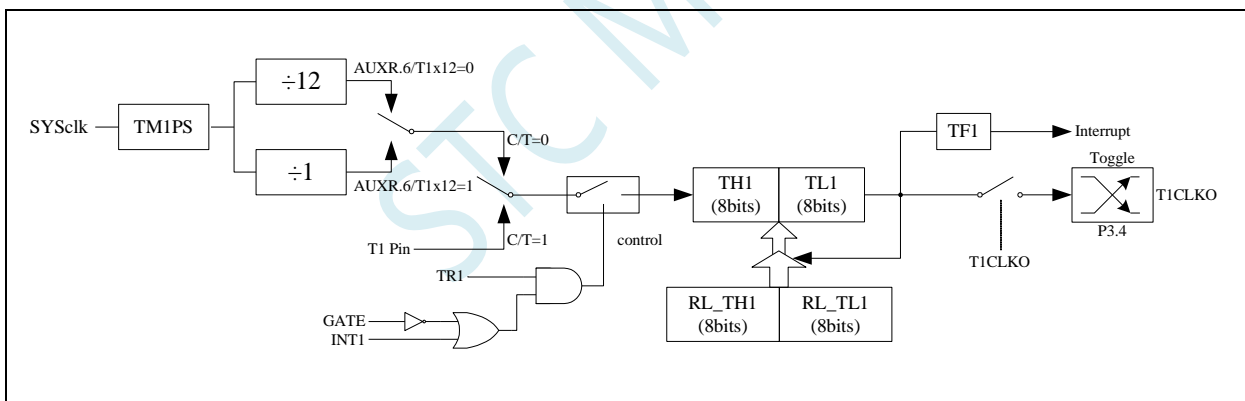 STC M
AUXR.6/T1x12=0
÷12
SYSclk
TM1PS
÷1
AUXR.6/T1x12=1
C/T=0
C/T=1
T1 Pin
control
TR1
GATE
INT1
TH1
(8bits)
TL1
(8bits)
RL_TH1
(8bits)
RL_TL1
(8bits)
TF1
Interrupt
Toggle
T1CLKO
P3.4
T1CLKO